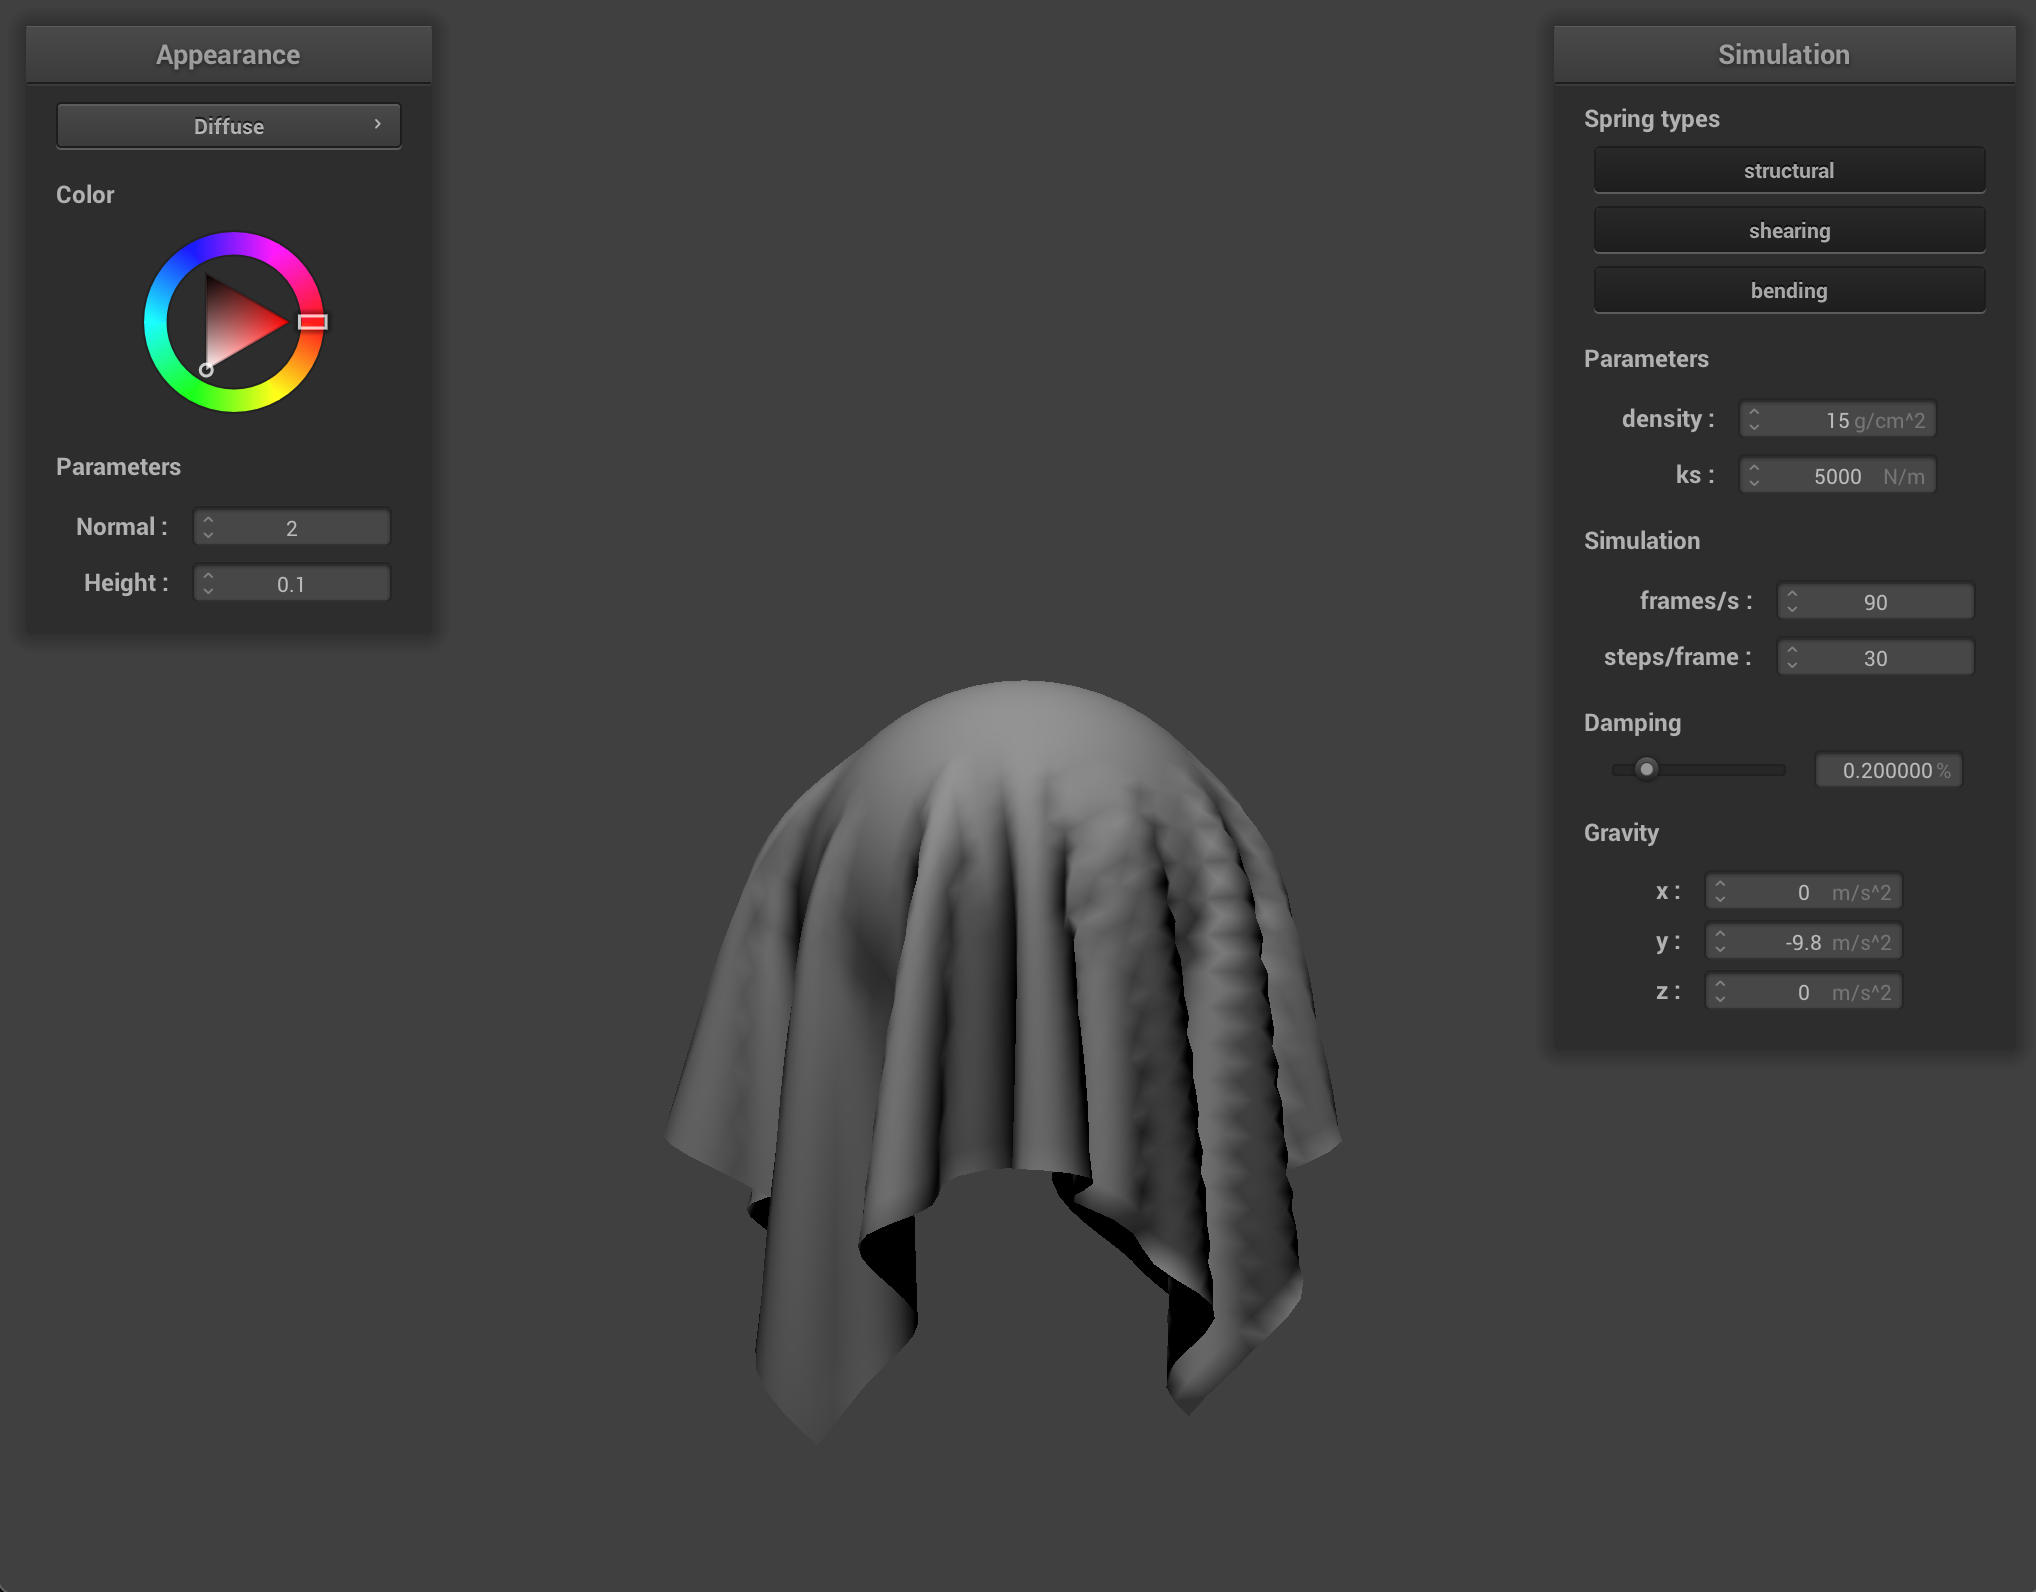 Appearance
Diffuse
Color
Parameters
Normal : 2
Height : 0.1
Simulation
Spring types
structural
shearing
bending
Parameters
density : 15 g/cm^2
ks : 5000 N/m
Simulation
frames/s : 90
steps/frame : 30
Damping
0.200000 %
Gravity
x : 0 m/s^2
y : -9.8 m/s^2
z : 0 m/s^2